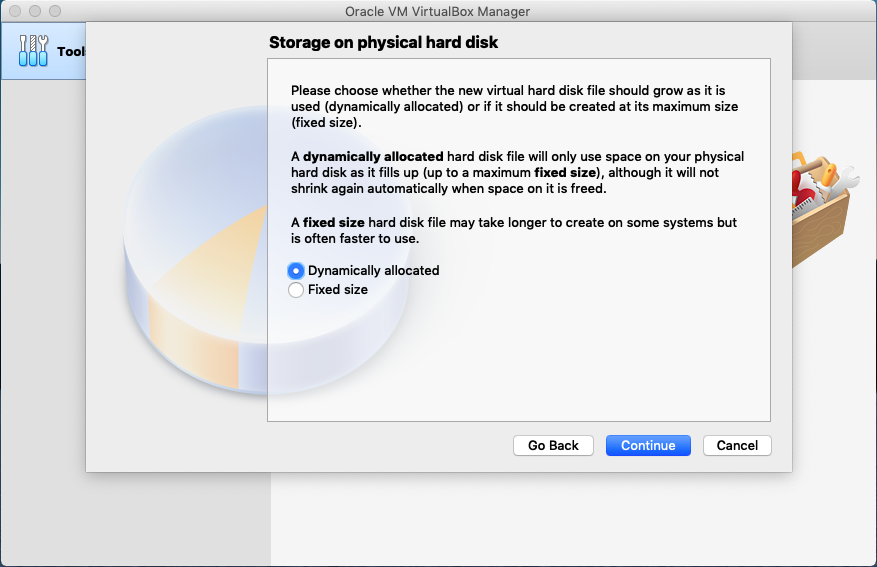 Oracle VM VirtualBox Manager
Storage on physical hard disk
Tools
Please choose whether the new virtual hard disk file should grow as it is
used (dynamically allocated) or if it should be created at its maximum size
(fixed size).
A dynamically allocated hard disk file will only use space on your physical
hard disk as it fills up (up to a maximum fixed size), although it will not
shrink again automatically when space on it is freed.
A fixed size hard disk file may take longer to create on some systems but
is often faster to use.
Dynamically allocated
Fixed size
Go Back
Continue
Cancel